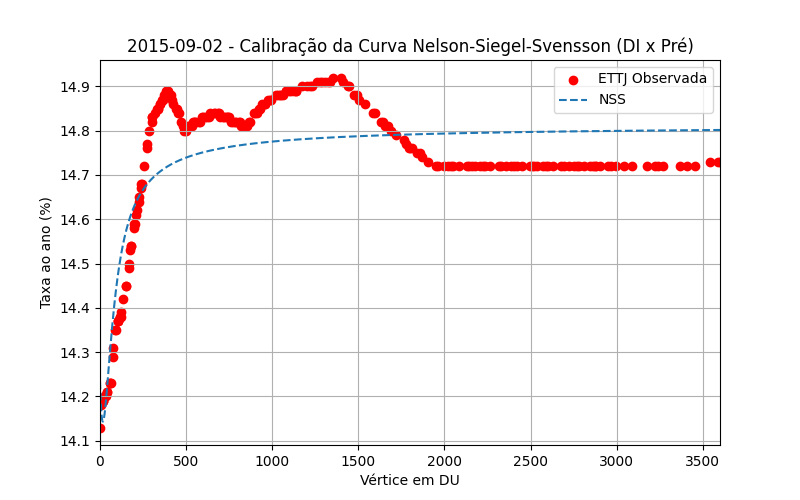 2015-09-02 - Calibração da Curva Nelson-Siegel-Svensson (DI x Pré)
ETTJ Observada
NSS
Taxa ao ano (%)
14.9
14.8
14.7
14.6
14.5
14.4
14.3
14.2
14.1
0 500 1000 1500 2000 2500 3000 3500
Vértice em DU